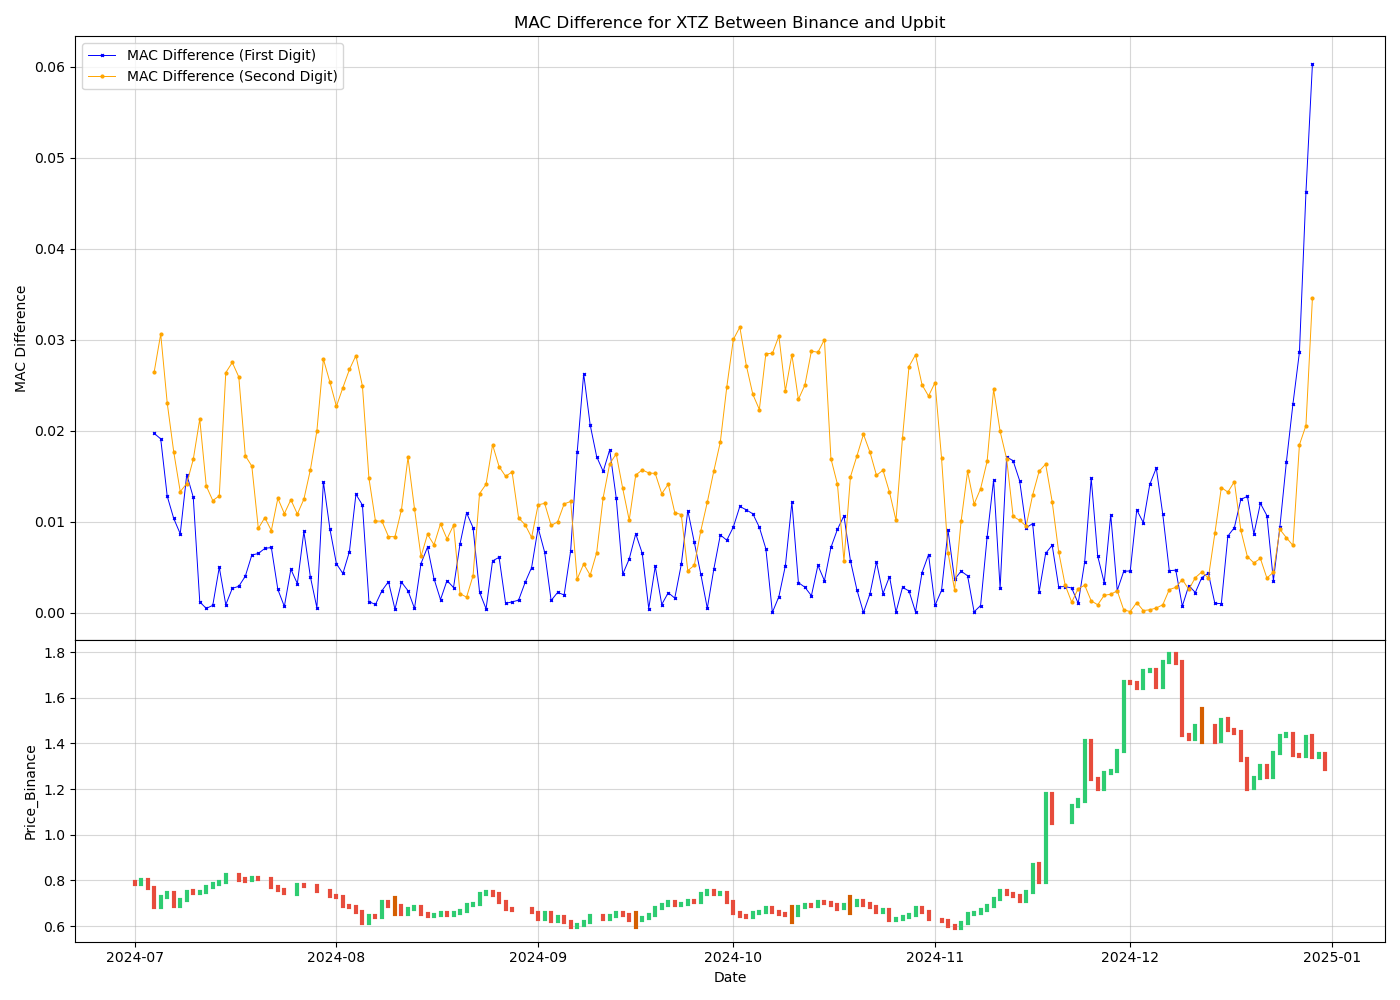 MAC Difference for XTZ Between Binance and Upbit
MAC Difference (First Digit)
MAC Difference (Second Digit)
MAC Difference
0.06
0.05
0.04
0.03
0.02
0.01
0.00
Price_Binance
1.8
1.6
1.4
1.2
1.0
0.8
0.6
2024-07 2024-08 2024-09 2024-10 2024-11 2024-12 2025-01
Date